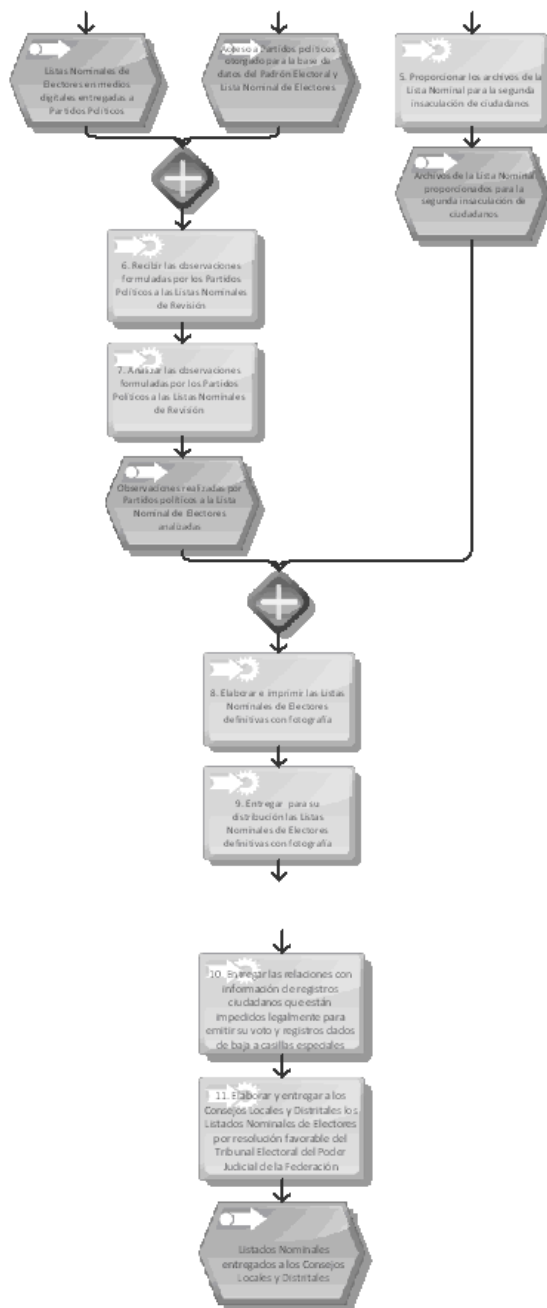 Listas Nominales de
Electores en medios
digitales entregadas a
Partidos Políticos
Acceso a Partidos políticos
otorgado para la base de
datos del Padrón Electoral y
Lista Nominal de Electores
5. Proporcionar los archivos de la
Lista Nominal para la segunda
insaculación de ciudadanos
Archivos de la Lista Nominal
proporcionados para la
segunda insaculación de
ciudadanos
6. Recibir las observaciones
formuladas por los Partidos
Políticos a las Listas Nominales
de Revisión
7. Analizar las observaciones
formuladas por los Partidos
Políticos a las Listas Nominales
de Revisión
Observaciones realizadas por
Partidos políticos a la Lista
Nominal de Electores
analizadas
8. Elaborar e imprimir las Listas
Nominales de Electores
definitivas con fotografía
9. Entregar para su
distribución las Listas
Nominales de Electores
definitivas con fotografía
10. Entregar las relaciones con
información de registros
ciudadanos que están
impedidos legalmente para
emitir su voto y registros dados
de baja a casillas especiales
11. Elaborar y entregar a los
Consejos Locales y Distritales los
Listados Nominales de Electores
por resolución favorable del
Tribunal Electoral del Poder
Judicial de la Federación
Listados Nominales
entregados a los Consejos
Locales y Distritales